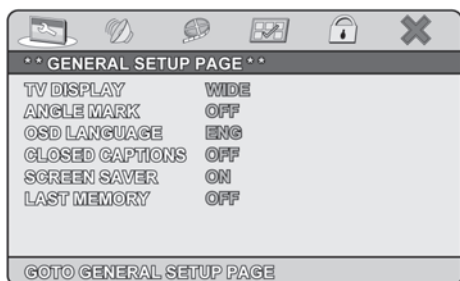 ** GENERAL SETUP PAGE **
TV DISPLAY WIDE
ANGLE MARK OFF
OSD LANGUAGE ENG
CLOSED CAPTIONS OFF
SCREEN SAVER ON
LAST MEMORY OFF
GOTO GENERAL SETUP PAGE